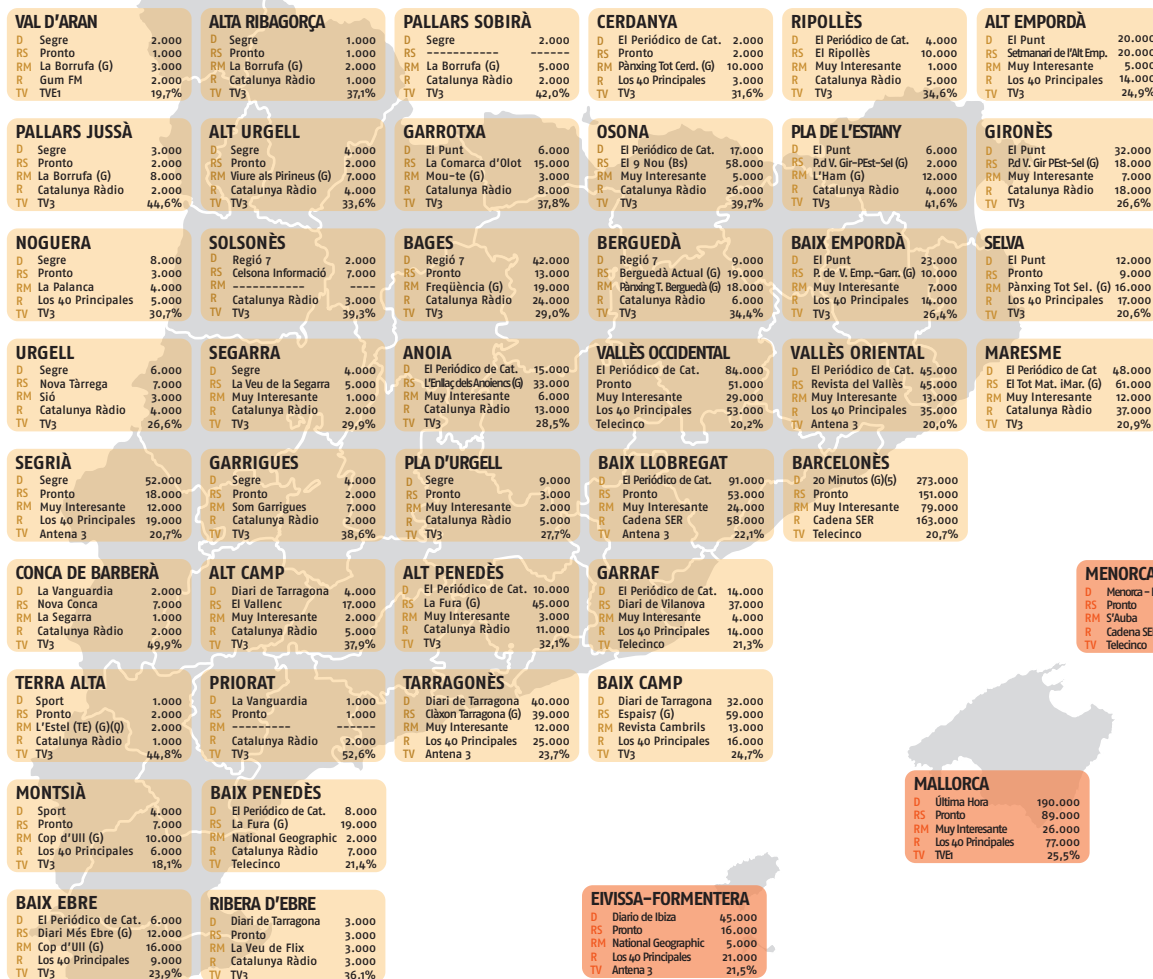 VAL D'ARAN
D Segre 2.000
RS Pronto 1.000
RM La Borrufa (G) 3.000
R Gum FM 2.000
TV TVE1 19,7%
ALTA RIBAGORÇA
D Segre 1.000
RS Pronto 1.000
RM La Borrufa (G) 2.000
R Catalunya Ràdio 1.000
TV TV3 37,1%
PALLARS SOBIRÀ
D Segre 2.000
RS ----------- ------
RM La Borrufa (G) 5.000
R Catalunya Ràdio 2.000
TV TV3 42,0%
CERDANYA
D El Periódico de Cat. 2.000
RS Pronto 2.000
RM Pànxing Tot Cerd. (G) 10.000
R Los 40 Principales 3.000
TV TV3 31,6%
RIPOLLÈS
D El Periódico de Cat. 4.000
RS El Ripollès 10.000
RM Muy Interesante 1.000
R Catalunya Ràdio 5.000
TV TV3 34,6%
ALT EMPORDÀ
D El Punt 20.000
RS Setmanari de l'Alt Emp. 20.000
RM Muy Interesante 5.000
R Los 40 Principales 14.000
TV TV3 24,9%
PALLARS JUSSÀ
D Segre 3.000
RS Pronto 2.000
RM La Borrufa (G) 8.000
R Catalunya Ràdio 2.000
TV TV3 44,6%
ALT URGELL
D Segre 4.000
RS Pronto 2.000
RM Viure als Pirineus (G) 7.000
R Catalunya Ràdio 4.000
TV TV3 33,6%
GARROTXA
D El Punt 6.000
RS La Comarca d'Olot 15.000
RM Mou-te (G) 3.000
R Catalunya Ràdio 8.000
TV TV3 37,8%
OSONA
D El Periódico de Cat. 17.000
RS El 9 Nou (Bs) 58.000
RM Muy Interesante 5.000
R Catalunya Ràdio 26.000
TV TV3 39,7%
PLA DE L'ESTANY
D El Punt 6.000
RS P.d V. Gir-PEst-Sel (G) 2.000
RM L'Ham (G) 12.000
R Catalunya Ràdio 4.000
TV TV3 41,6%
GIRONÈS
D El Punt 32.000
RS P.d V. Gir PEst-Sel (G) 18.000
RM Muy Interesante 7.000
R Catalunya Ràdio 18.000
TV TV3 26,6%
NOGUERA
D Segre 8.000
RS Pronto 3.000
RM La Palanca 4.000
R Los 40 Principales 5.000
TV TV3 30,7%
SOLSONÈS
D Regió 7 2.000
RS Celsona Informació 7.000
RM ----------- ----
R Catalunya Ràdio 3.000
TV TV3 39,3%
BAGES
D Regió 7 42.000
RS Pronto 13.000
RM Freqüència (G) 19.000
R Catalunya Ràdio 24.000
TV TV3 29,0%
BERGUEDÀ
D Regió 7 9.000
RS Berguedà Actual (G) 19.000
RM Pànxing T. Berguedà (G) 18.000
R Catalunya Ràdio 6.000
TV TV3 34,4%
BAIX EMPORDÀ
D El Punt 23.000
RS P. de V. Emp.-Garr. (G) 10.000
RM Muy Interesante 7.000
R Los 40 Principales 14.000
TV TV3 26,4%
SELVA
D El Punt 12.000
RS Pronto 9.000
RM Pànxing Tot Sel. (G) 16.000
R Los 40 Principales 17.000
TV TV3 20,6%
URGELL
D Segre 6.000
RS Nova Tàrrega 7.000
RM Sió 3.000
R Catalunya Ràdio 4.000
TV TV3 26,6%
SEGARRA
D Segre 4.000
RS La Veu de la Segarra 5.000
RM Muy Interesante 1.000
R Catalunya Ràdio 2.000
TV TV3 29,9%
ANOIA
D El Periódico de Cat. 15.000
RS L'Enllaç dels Anoiencs (G) 33.000
RM Muy Interesante 6.000
R Catalunya Ràdio 13.000
TV TV3 28,5%
VALLÈS OCCIDENTAL
El Periódico de Cat. 84.000
Pronto 51.000
Muy Interesante 29.000
Los 40 Principales 53.000
Telecinco 20,2%
VALLÈS ORIENTAL
D El Periódico de Cat. 45.000
RS Revista del Vallès 45.000
RM Muy Interesante 13.000
R Los 40 Principales 35.000
TV Antena 3 20,0%
MARESME
D El Periódico de Cat 48.000
RS El Tot Mat. iMar. (G) 61.000
RM Muy Interesante 12.000
R Catalunya Ràdio 37.000
TV TV3 20,9%
SEGRIÀ
D Segre 52.000
RS Pronto 18.000
RM Muy Interesante 12.000
R Los 40 Principales 19.000
TV Antena 3 20,7%
GARRIGUES
D Segre 4.000
RS Pronto 2.000
RM Som Garrigues 7.000
R Catalunya Ràdio 2.000
TV TV3 38,6%
PLA D'URGELL
D Segre 9.000
RS Pronto 3.000
RM Muy Interesante 2.000
R Catalunya Ràdio 5.000
TV TV3 27,7%
BAIX LLOBREGAT
D El Periódico de Cat. 91.000
RS Pronto 53.000
RM Muy Interesante 24.000
R Cadena SER 58.000
TV Antena 3 22,1%
BARCELONÈS
D 20 Minutos (G)(5) 273.000
RS Pronto 151.000
RM Muy Interesante 79.000
R Cadena SER 163.000
TV Telecinco 20,7%
CONCA DE BARBERÀ
D La Vanguardia 2.000
RS Nova Conca 7.000
RM La Segarra 1.000
R Catalunya Ràdio 2.000
TV TV3 49,9%
ALT CAMP
D Diari de Tarragona 4.000
RS El Vallenc 17.000
RM Muy Interesante 2.000
R Catalunya Ràdio 5.000
TV TV3 37,9%
ALT PENEDÈS
D El Periódico de Cat. 10.000
RS La Fura (G) 45.000
RM Muy Interesante 3.000
R Catalunya Ràdio 11.000
TV TV3 32,1%
GARRAF
D El Periódico de Cat. 14.000
RS Diari de Vilanova 37.000
RM Muy Interesante 4.000
R Los 40 Principales 14.000
TV Telecinco 21,3%
MENORCA
D Menorca -
RS Pronto
RM S'Auba
R Cadena SE
TV Telecinco
TERRA ALTA
D Sport 1.000
RS Pronto 2.000
RM L'Estel (TE) (G)(Q) 2.000
R Catalunya Ràdio 1.000
TV TV3 44,8%
PRIORAT
D La Vanguardia 1.000
RS Pronto 1.000
RM --------- ------
R Catalunya Ràdio 2.000
TV TV3 52,6%
TARRAGONÈS
D Diari de Tarragona 40.000
RS Clàxon Tarragona (G) 39.000
RM Muy Interesante 12.000
R Los 40 Principales 25.000
TV Antena 3 23,7%
BAIX CAMP
D Diari de Tarragona 32.000
RS Espais7 (G) 59.000
RM Revista Cambrils 13.000
R Los 40 Principales 16.000
TV TV3 24,7%
MONTSIÀ
D Sport 4.000
RS Pronto 7.000
RM Cop d'Ull (G) 10.000
R Los 40 Principales 6.000
TV TV3 18,1%
BAIX PENEDÈS
D El Periódico de Cat. 8.000
RS La Fura (G) 19.000
RM National Geographic 2.000
R Catalunya Ràdio 7.000
TV Telecinco 21,4%
MALLORCA
D Última Hora 190.000
RS Pronto 89.000
RM Muy Interesante 26.000
R Los 40 Principales 77.000
TV TVE1 25,5%
BAIX EBRE
D El Periódico de Cat. 6.000
RS Diari Més Ebre (G) 12.000
RM Cop d'Ull (G) 16.000
R Los 40 Principales 9.000
TV TV3 23,9%
RIBERA D'EBRE
D Diari de Tarragona 3.000
RS Pronto 3.000
RM La Veu de Flix 3.000
R Catalunya Ràdio 3.000
TV TV3 36,1%
EIVISSA-FORMENTERA
D Diario de Ibiza 45.000
RS Pronto 16.000
RM National Geographic 5.000
R Los 40 Principales 21.000
TV Antena 3 21,5%